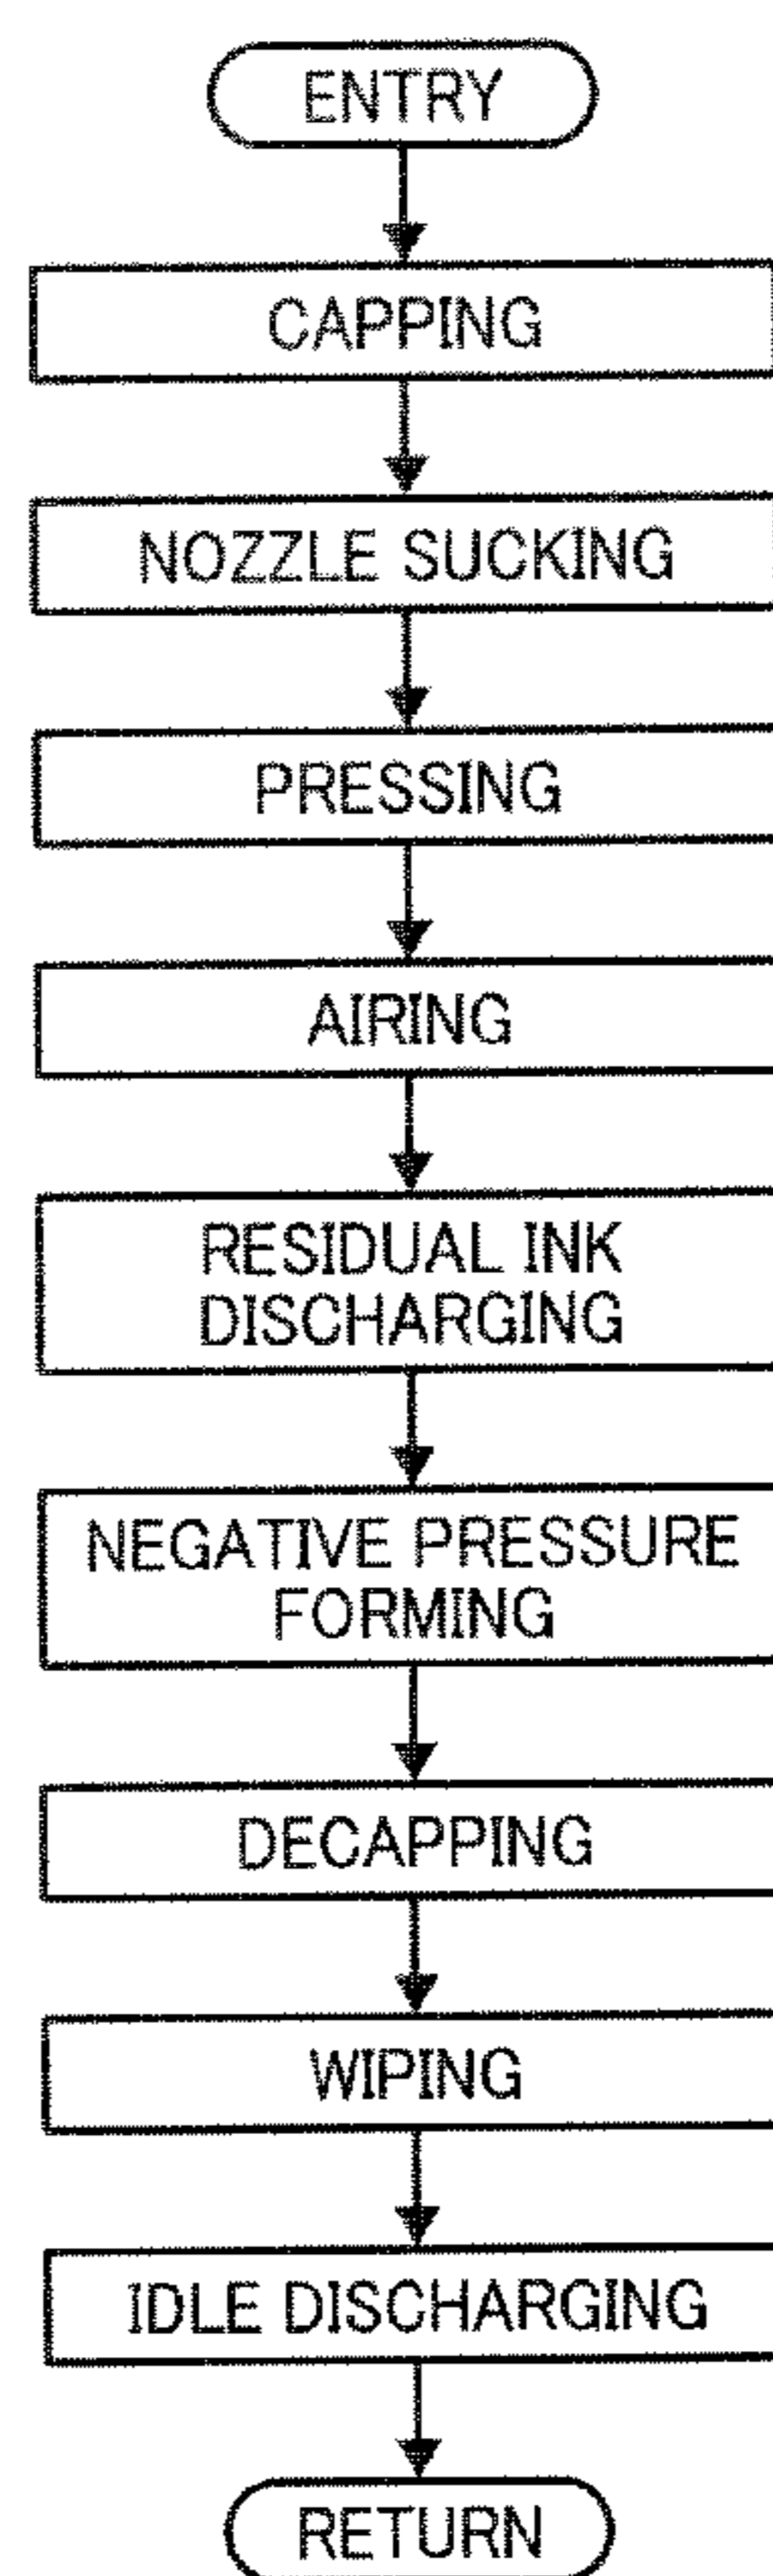 ENTRY
CAPPING
NOZZLE SUCKING
PRESSING
AIRING
RESIDUAL INK
DISCHARGING
NEGATIVE PRESSURE
FORMING
DECAPPING
WIPING
IDLE DISCHARGING
RETURN